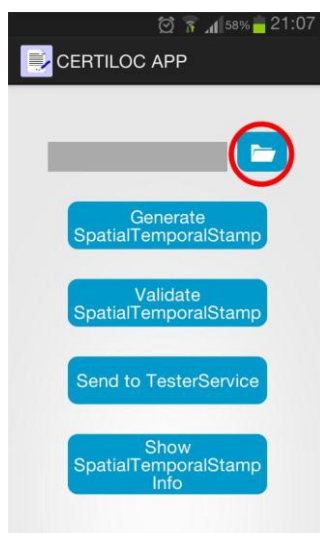 58% 21:07
CERTILOC APP
Generate
SpatialTemporalStamp
Validate
SpatialTemporalStamp
Send to TesterService
Show
SpatialTemporalStamp
Info